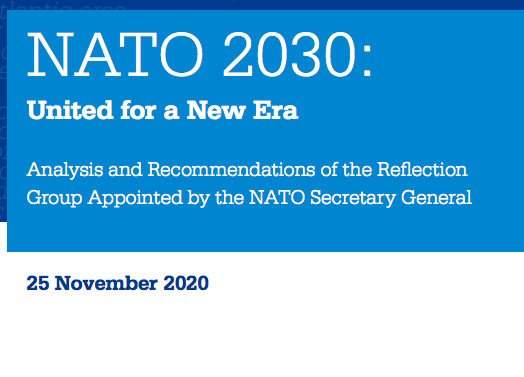 NATO 2030:
United for a New Era
Analysis and Recommendations of the Reflection
Group Appointed by the NATO Secretary General
25 November 2020